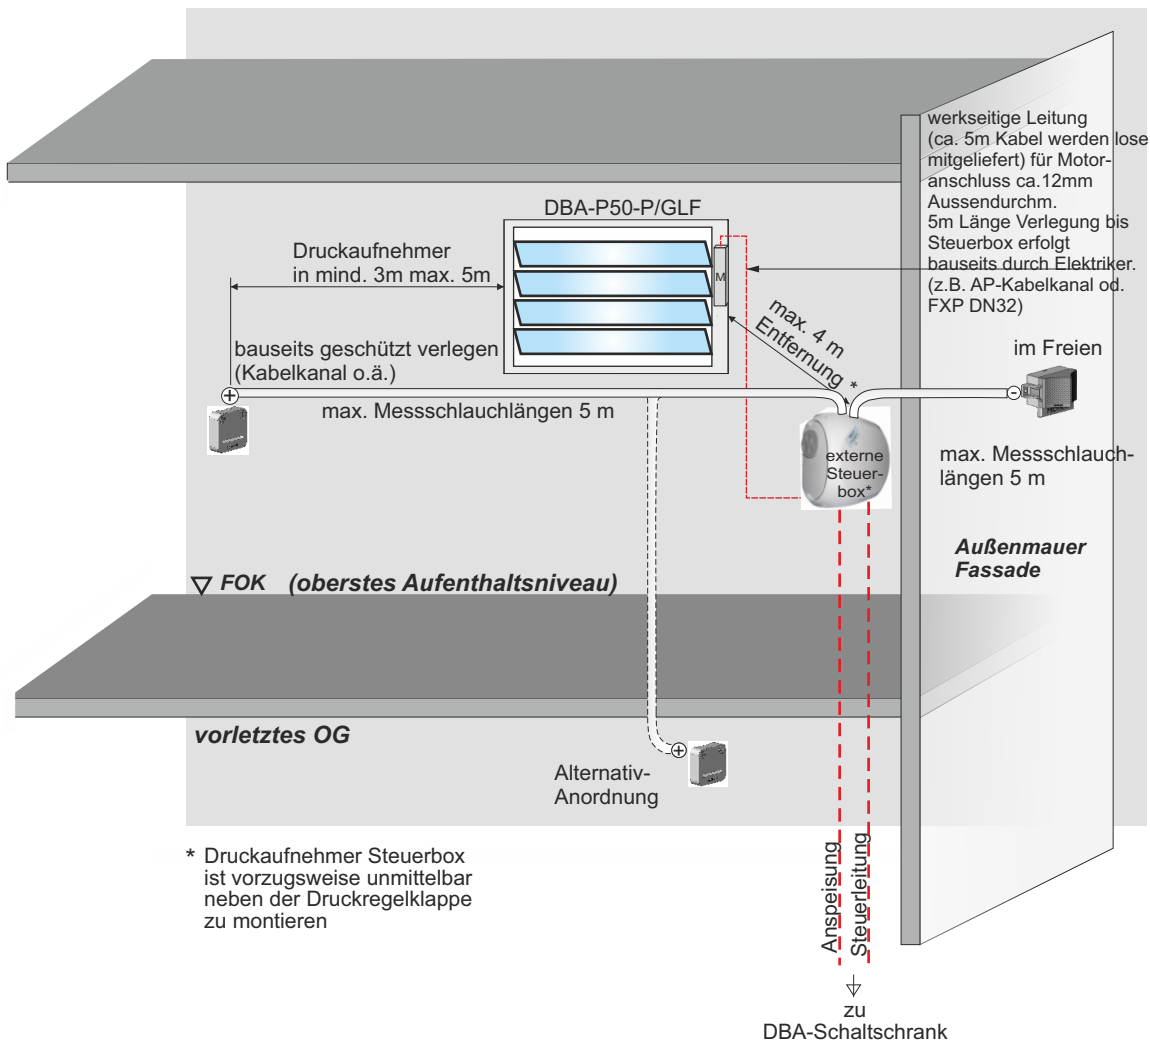 werkseitige Leitung
(ca. 5m Kabel werden lose
mitgeliefert) für Motor-
anschluss ca.12mm
Aussendurchm.
5m Länge Verlegung bis
Steuerbox erfolgt
bauseits durch Elektriker.
(z.B. AP-Kabelkanal od.
FXP DN32)
DBA-P50-P/GLF
Druckaufnehmer
in mind. 3m max. 5m
M
max. 4 m
Entfernung *
bauseits geschützt verlegen
(Kabelkanal o.ä.)
im Freien
+
max. Messschlauchlängen 5 m
-
externe
Steuer-
box*
max. Messschlauch-
längen 5 m
Außenmauer
Fassade
FOK (oberstes Aufenthaltsniveau)
vorletztes OG
+
Alternativ-
Anordnung
* Druckaufnehmer Steuerbox
ist vorzugsweise unmittelbar
neben der Druckregelklappe
zu montieren
Anspeisung
Steuerleitung
zu
DBA-Schaltschrank